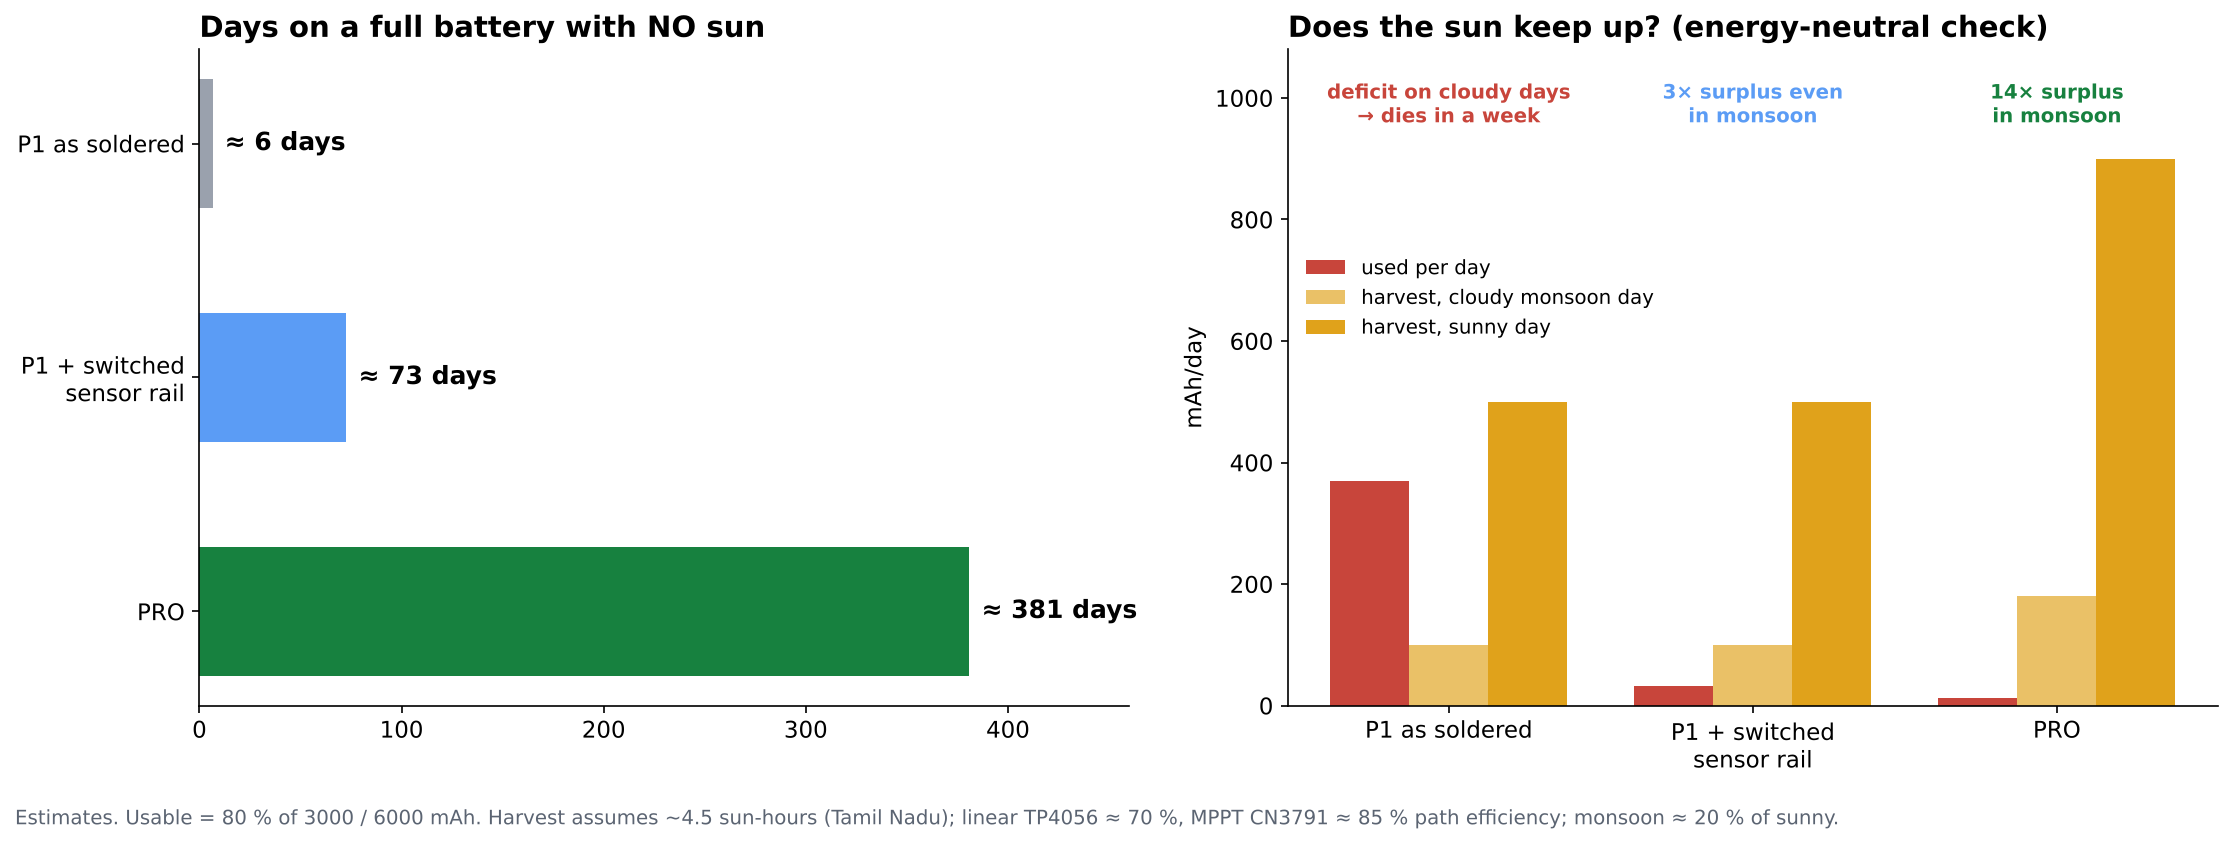 Days on a full battery with NO sun
P1 as soldered
≈ 6 days
P1 + switched
sensor rail
≈ 73 days
PRO
≈ 381 days
0
100
200
300
400
Does the sun keep up? (energy-neutral check)
deficit on cloudy days
→ dies in a week
3× surplus even
in monsoon
14× surplus
in monsoon
1000
800
600
400
200
0
mAh/day
used per day
harvest, cloudy monsoon day
harvest, sunny day
P1 as soldered
P1 + switched
sensor rail
PRO
Estimates. Usable = 80 % of 3000 / 6000 mAh. Harvest assumes ~4.5 sun-hours (Tamil Nadu); linear TP4056 ≈ 70 %, MPPT CN3791 ≈ 85 % path efficiency; monsoon ≈ 20 % of sunny.